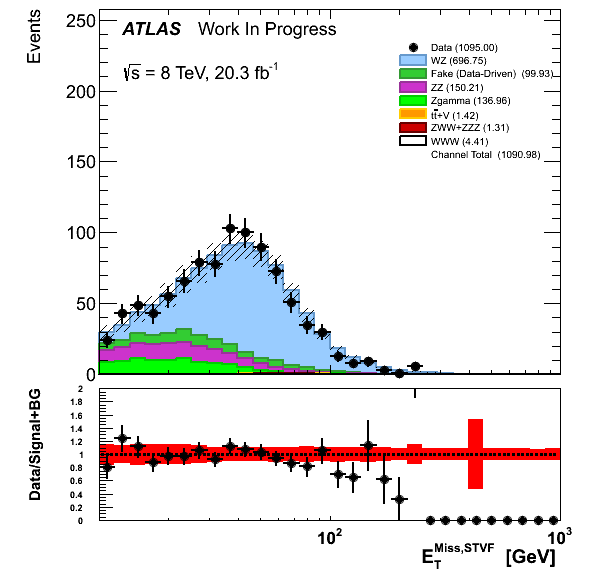 Events
250
200
150
100
50
0
ATLAS Work In Progress
√s = 8 TeV, 20.3 fb⁻¹
Data (1095.00)
WZ (696.75)
Fake (Data-Driven) (99.93)
ZZ (150.21)
Zgamma (136.96)
tt̄+V (1.42)
ZWW+ZZZ (1.31)
WWW (4.41)
Channel Total (1090.98)
Data/Signal+BG
2
1.8
1.6
1.4
1.2
1
0.8
0.6
0.4
0.2
0
10²
10³
E_T^Miss,STVF [GeV]